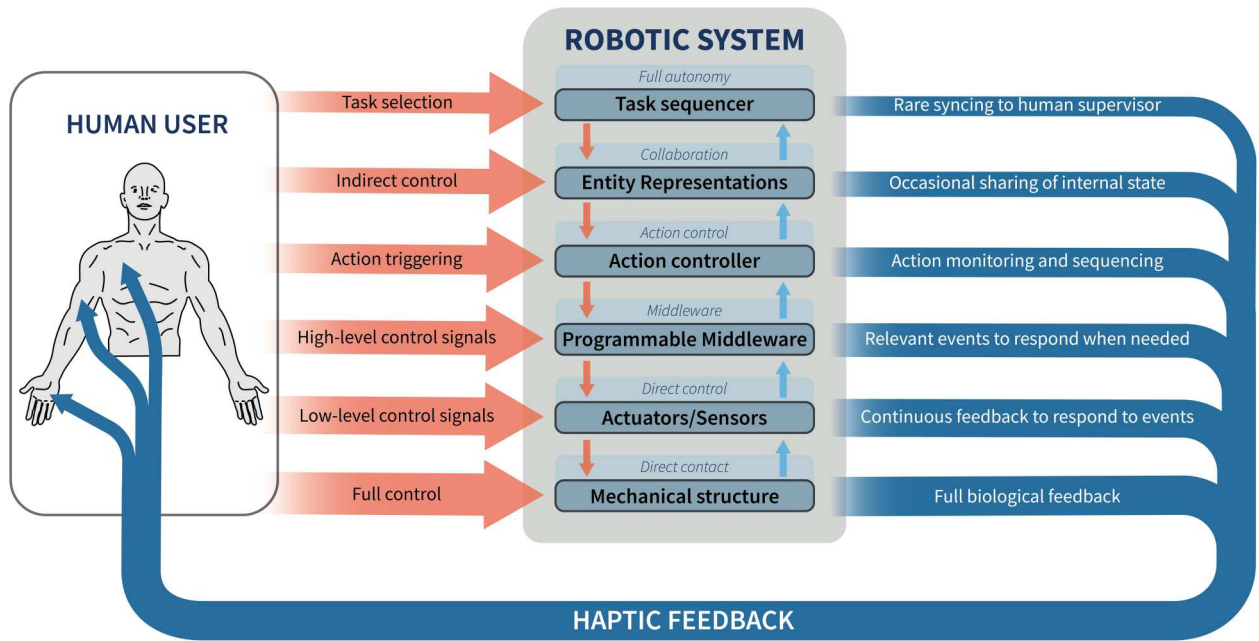 ROBOTIC SYSTEM
HUMAN USER
Full autonomy
Task selection
Task sequencer
Rare syncing to human supervisor
Collaboration
Indirect control
Entity Representations
Occasional sharing of internal state
Action control
Action triggering
Action controller
Action monitoring and sequencing
Middleware
High-level control signals
Programmable Middleware
Relevant events to respond when needed
Direct control
Low-level control signals
Actuators/Sensors
Continuous feedback to respond to events
Direct contact
Full control
Mechanical structure
Full biological feedback
HAPTIC FEEDBACK